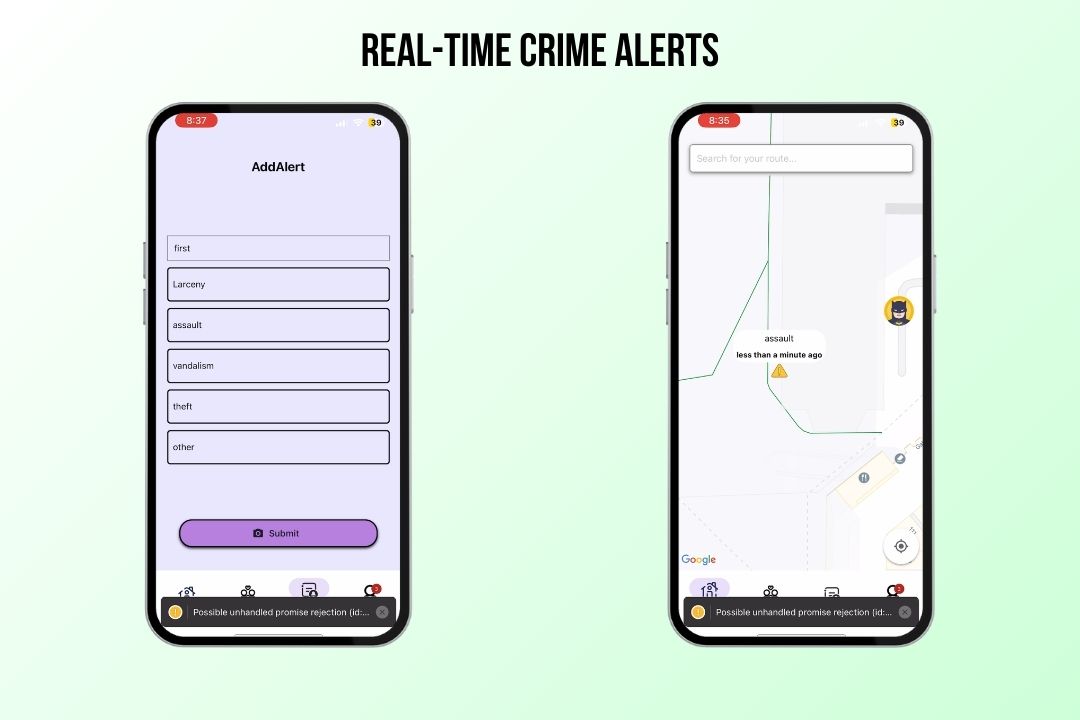 REAL-TIME CRIME ALERTS
8:37
39
AddAlert
first
Larceny
assault
vandalism
theft
other
Submit
Possible unhandled promise rejection (id:...
8:35
39
Search for your route...
assault
less than a minute ago
Google
Possible unhandled promise rejection (id:...